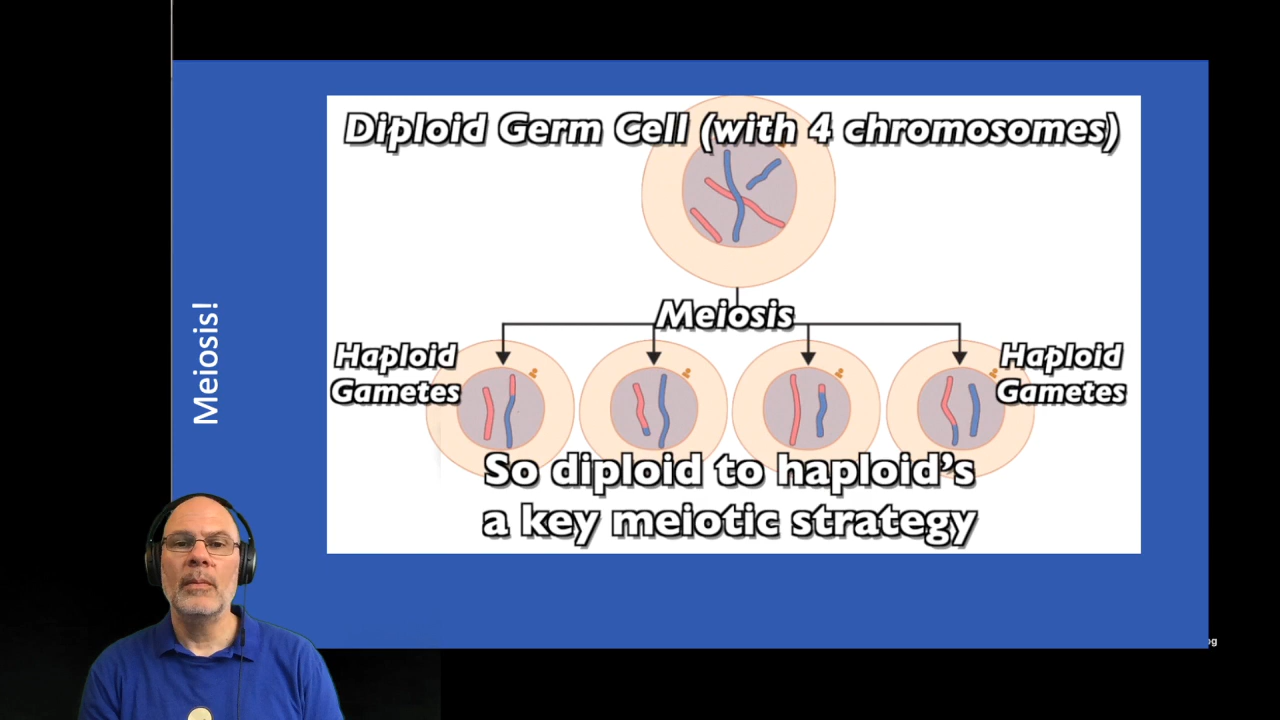 Diploid Germ Cell (with 4 chromosomes)
Meiosis
Haploid
Gametes
Haploid
Gametes
So diploid to haploid's
a key meiotic strategy
Meiosis!